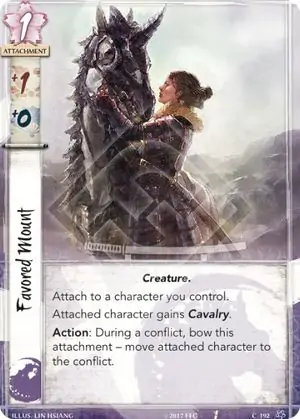 1
ATTACHMENT
+1
+0
Favored Mount
Creature.
Attach to a character you control.
Attached character gains Cavalry.
Action: During a conflict, bow this
attachment – move attached character to
the conflict.
ILLUS. LIN HSIANG
© 2017 FFG
1
C 192